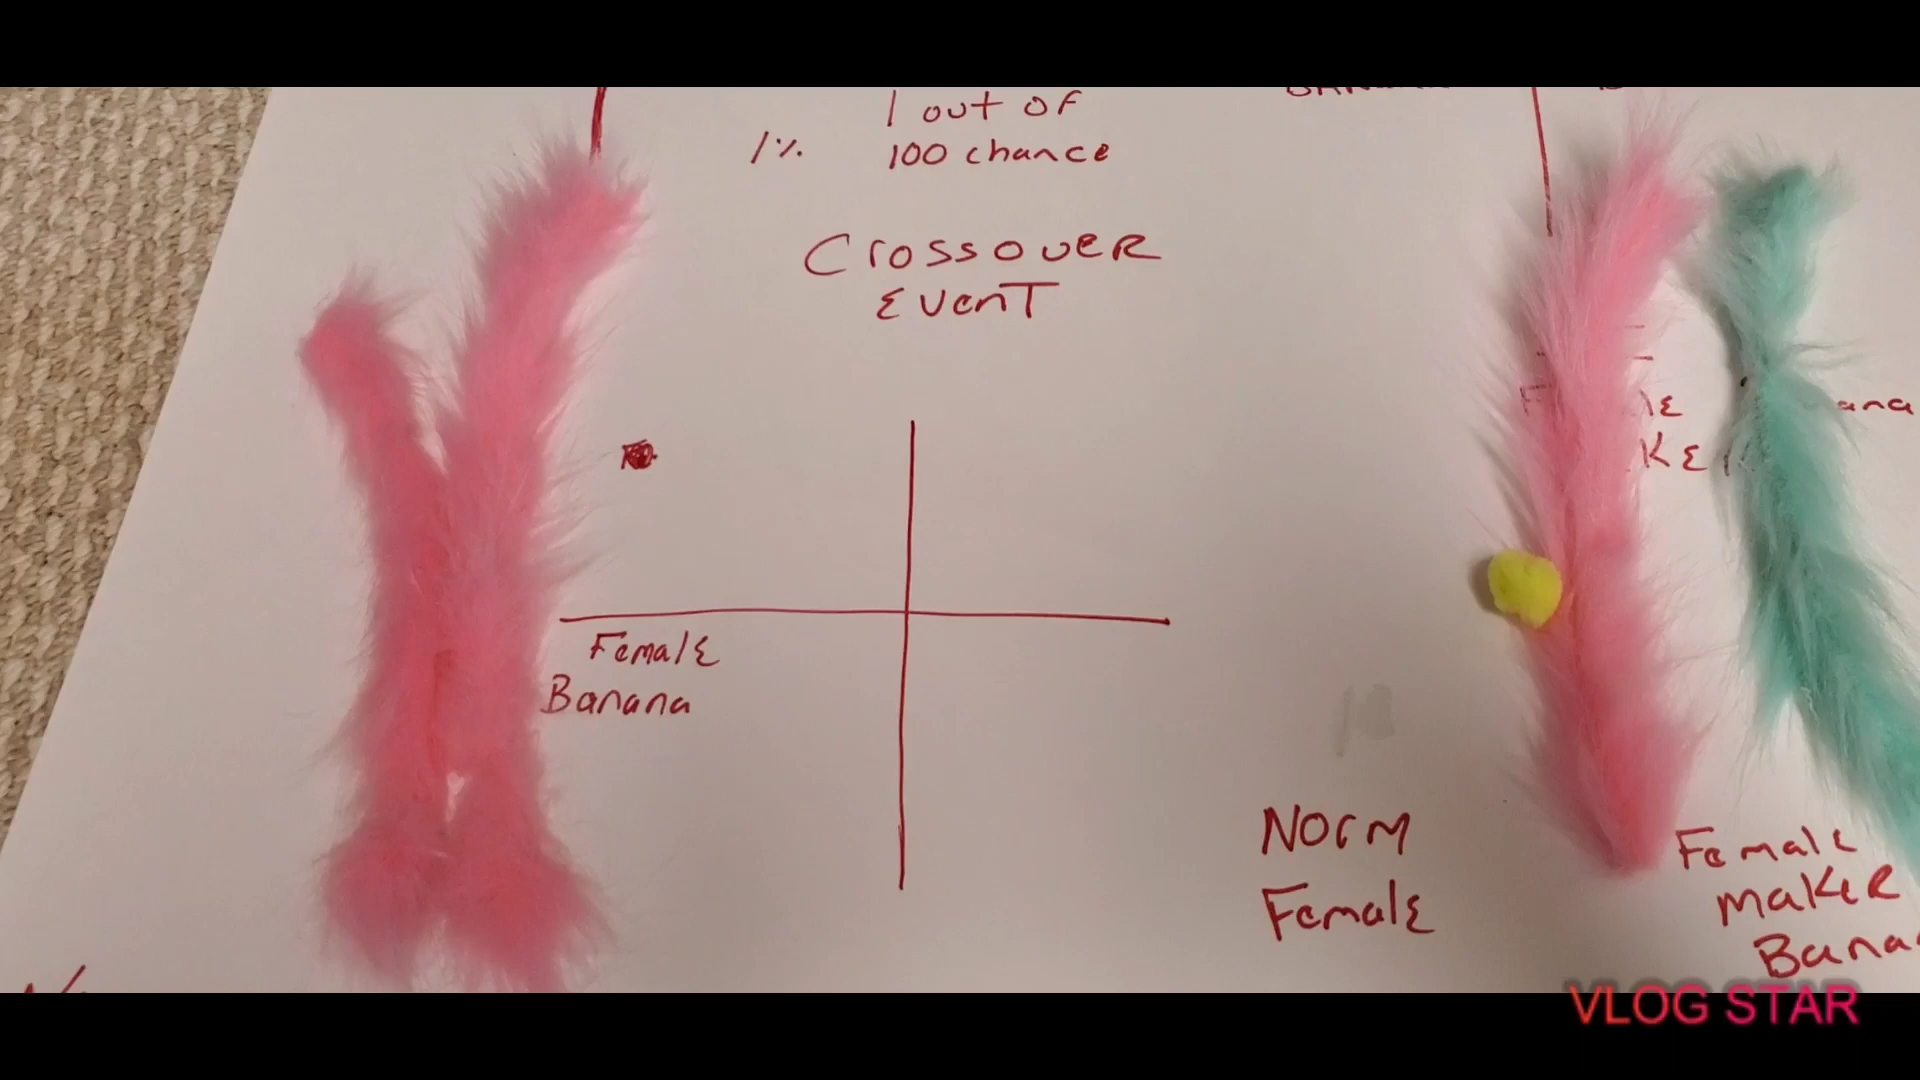 1 out of
1% 100 chance
Crossover
Event
Female
Banana
Norm
Female
Female
Maker
VLOG STAR